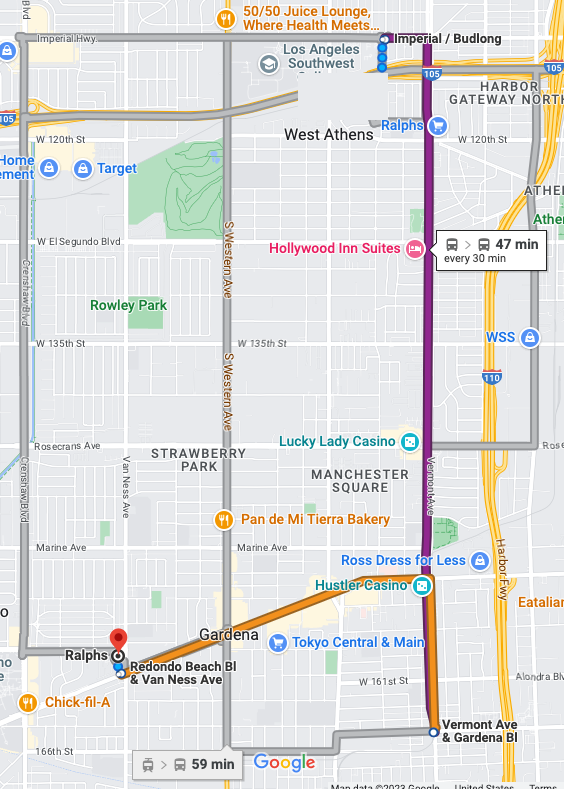 50/50 Juice Lounge,
Where Health Meets...
Blvd
Imperial Hwy.
Imperial / Budlong
Los Angeles
Southwest
105
105
105
HARBOR
GATEWAY NORTH
Ralphs
West Athens
W 120th St
W 120th St
Home
ement
Target
ATHE
Ather
W El Segundo Blvd
S Western Ave
Hollywood Inn Suites
47 min
every 30 min
Crenshaw Blvd
Rowley Park
WSS
W 135th St
W 135th St
S Western Ave
110
Lucky Lady Casino
Rosecrans Ave
Rose
STRAWBERRY
PARK
Van Ness Ave
MANCHESTER
SQUARE
Vermont Ave
Crenshaw Blvd
Pan de Mi Tierra Bakery
Marine Ave
Marine Ave
Ross Dress for Less
Harbor Fwy
Hustler Casino
Eatalian
Gardena
Tokyo Central & Main
Ralphs
Redondo Beach Bl
& Van Ness Ave
W 161st St
Alondra Blv
Chick-fil-A
Vermont Ave
& Gardena Bl
166th St
59 min
Google
Map data ©2023 Google
United States
Terms